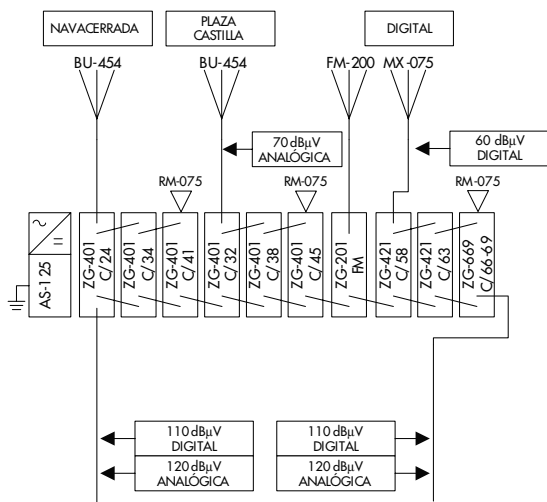 NAVACERRADA
PLAZA
CASTILLA
DIGITAL
BU-454
BU-454
FM-200
MX-075
70 dBµV
ANALÓGICA
60 dBµV
DIGITAL
RM-075
RM-075
RM-075
AS-125
ZG-401
C/24
ZG-401
C/34
ZG-401
C/41
ZG-401
C/32
ZG-401
C/38
ZG-401
C/45
ZG-201
FM
ZG-421
C/58
ZG-421
C/63
ZG-669
C/66-69
110 dBµV
DIGITAL
120 dBµV
ANALÓGICA
110 dBµV
DIGITAL
120 dBµV
ANALÓGICA